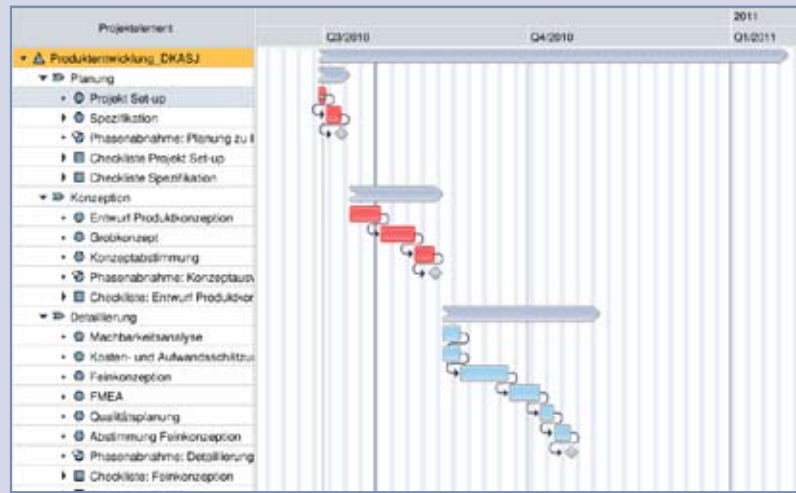 2011
Projektelement
Q3/2010 Q4/2010 Q1/2011
Produktentwicklung_DKASJ
Planung
Projekt Set-up
Spezifikation
Phasenabnahme: Planung zu
Checkliste Projekt Set-up
Checkliste Spezifikation
Konzeption
Entwurf Produktkonzeption
Grobkonzept
Konzeptabstimmung
Phasenabnahme: Konzeptausw
Checkliste: Entwurf Produktkon
Detaillierung
Machbarkeitsanalyse
Kosten- und Aufwandsschätzu
Feinkonzeption
FMEA
Qualitätsplanung
Abstimmung Feinkonzeption
Phasenabnahme: Detaillierung
Checkliste: Feinkonzeption